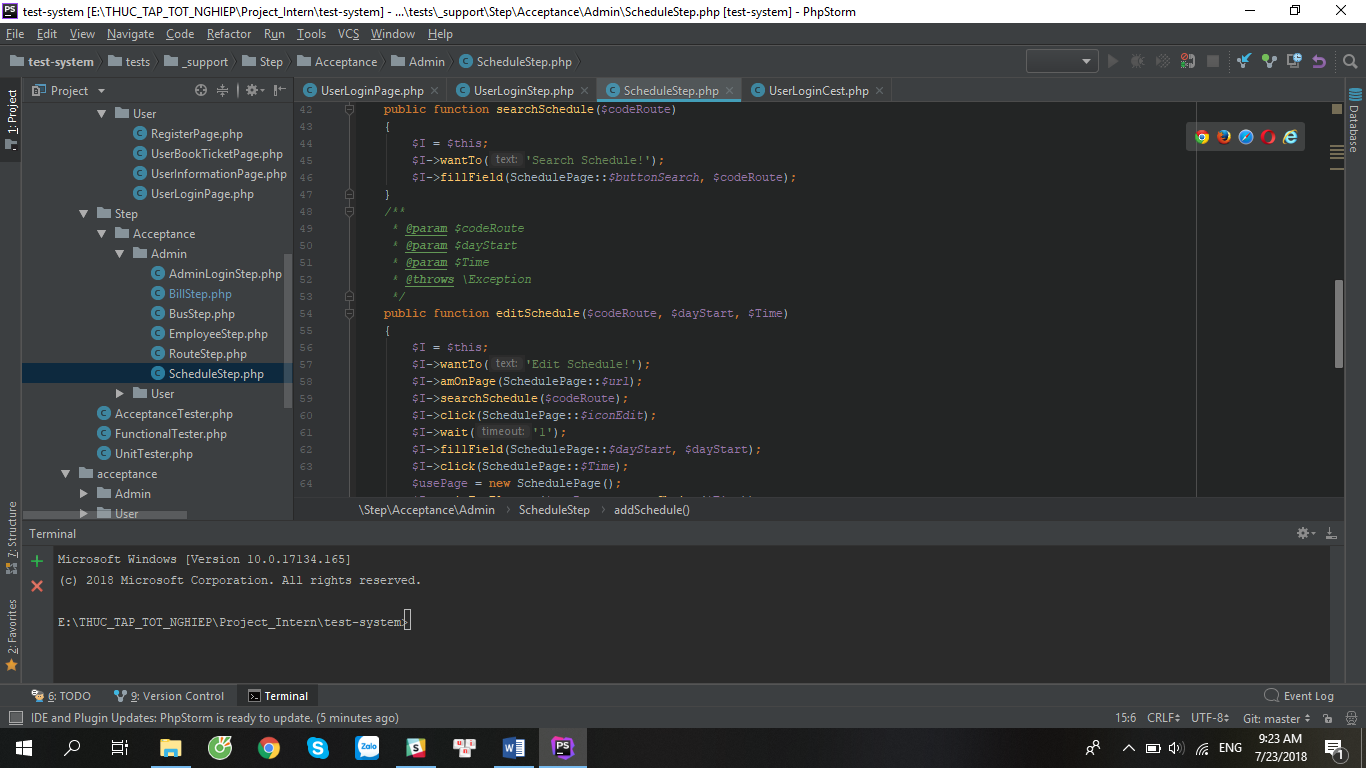 test-system [E:\THUC_TAP_TOT_NGHIEP\Project_Intern\test-system] - ...\tests\_support\Step\Acceptance\Admin\ScheduleStep.php [test-system] - PhpStorm
File Edit View Navigate Code Refactor Run Tools VCS Window Help
test-system tests _support Step Acceptance Admin ScheduleStep.php
Project
UserLoginPage.php UserLoginStep.php ScheduleStep.php UserLoginCest.php
1: Project
7: Structure
2: Favorites
Database
User
RegisterPage.php
UserBookTicketPage.php
UserInformationPage.php
UserLoginPage.php
Step
Acceptance
Admin
AdminLoginStep.php
BillStep.php
BusStep.php
EmployeeStep.php
RouteStep.php
ScheduleStep.php
User
AcceptanceTester.php
FunctionalTester.php
UnitTester.php
acceptance
Admin
User
42 public function searchSchedule($codeRoute)
43 {
44 $I = $this;
45 $I->wantTo( text: 'Search Schedule!');
46 $I->fillField(SchedulePage::$buttonSearch, $codeRoute);
47 }
48 /**
49 * @param $codeRoute
50 * @param $dayStart
51 * @param $Time
52 * @throws \Exception
53 */
54 public function editSchedule($codeRoute, $dayStart, $Time)
55 {
56 $I = $this;
57 $I->wantTo( text: 'Edit Schedule!');
58 $I->amOnPage(SchedulePage::$url);
59 $I->searchSchedule($codeRoute);
60 $I->click(SchedulePage::$iconEdit);
61 $I->wait( timeout: '1');
62 $I->fillField(SchedulePage::$dayStart, $dayStart);
63 $I->click(SchedulePage::$Time);
64 $usePage = new SchedulePage();
\Step\Acceptance\Admin ScheduleStep addSchedule()
Terminal
Microsoft Windows [Version 10.0.17134.165]
(c) 2018 Microsoft Corporation. All rights reserved.
E:\THUC_TAP_TOT_NGHIEP\Project_Intern\test-system>
6: TODO 9: Version Control Terminal Event Log
IDE and Plugin Updates: PhpStorm is ready to update. (5 minutes ago) 15:6 CRLF UTF-8 Git: master
Zalo
ENG
9:23 AM
7/23/2018
1